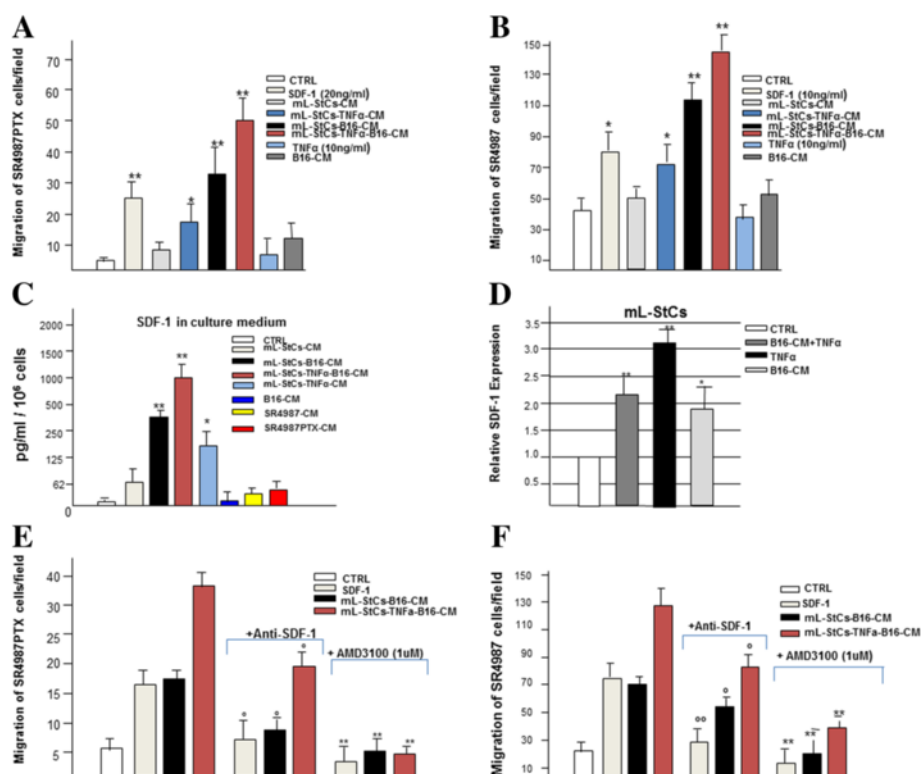 A
Migration of SR4987PTX cells/field
70
60
50
40
30
20
10
**
*
**
**
CTRL
SDF-1 (20ng/ml)
mL-StCs-CM
mL-StCs-TNFα-CM
mL-StCs-B16-CM
mL-StCs-TNFα-B16-CM
TNFα (10ng/ml)
B16-CM
B
Migration of SR4987 cells/field
150
130
110
90
70
50
30
10
*
*
**
**
CTRL
SDF-1 (10ng/ml)
mL-StCs-CM
mL-StCs-TNFα-CM
mL-StCs-B16-CM
mL-StCs-TNFα-B16-CM
TNFα (10ng/ml)
B16-CM
C
SDF-1 in culture medium
pg/ml / 10⁶ cells
2000
1500
1000
500
250
125
62
0
**
**
*
CTRL
mL-StCs-CM
mL-StCs-B16-CM
mL-StCs-TNFα-B16-CM
mL-StCs-TNFα-CM
B16-CM
SR4987-CM
SR4987PTX-CM
D
mL-StCs
Relative SDF-1 Expression
3.5
3.0
2.5
2.0
1.5
1.0
0.5
**
**
*
CTRL
B16-CM+TNFα
TNFα
B16-CM
E
Migration of SR4987PTX cells/field
40
30
25
20
15
10
5
CTRL
SDF-1
mL-StCs-B16-CM
mL-StCs-TNFa-B16-CM
+Anti-SDF-1
+ AMD3100 (1uM)
°
°
°
**
**
**
F
Migration of SR4987 cells/field
150
130
110
90
70
50
30
10
CTRL
SDF-1
mL-StCs-B16-CM
mL-StCs-TNFa-B16-CM
+Anti-SDF-1
+ AMD3100 (1uM)
°°
°
°
**
**
**